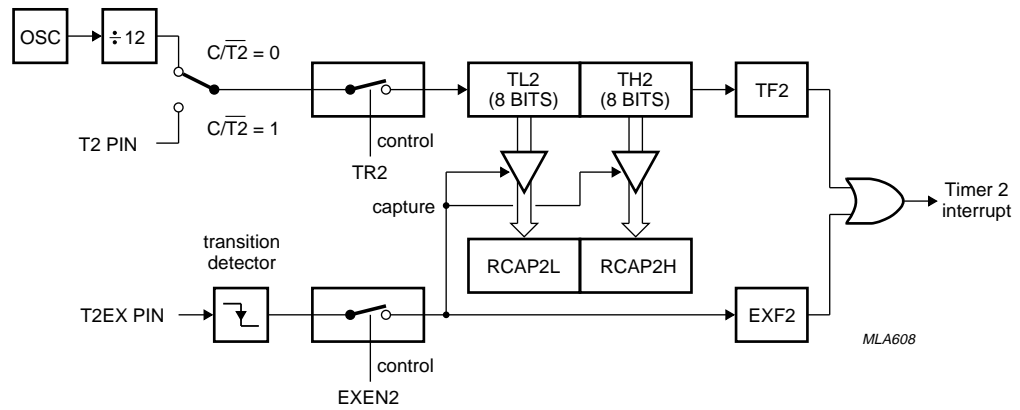 OSC
÷ 12
C/T2 = 0
TL2
(8 BITS)
TH2
(8 BITS)
TF2
C/T2 = 1
T2 PIN
control
TR2
capture
Timer 2
interrupt
transition
detector
RCAP2L
RCAP2H
T2EX PIN
EXF2
MLA608
control
EXEN2